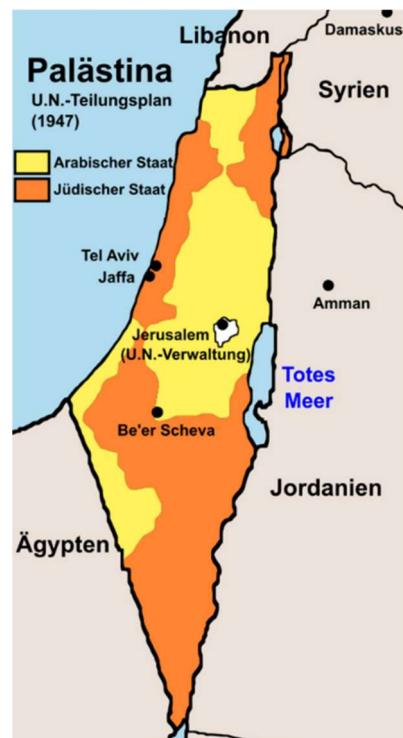 Libanon
Damaskus
Palästina
U.N.-Teilungsplan
(1947)
Syrien
Arabischer Staat
Jüdischer Staat
Tel Aviv
Jaffa
Amman
Jerusalem
(U.N.-Verwaltung)
Totes
Meer
Be'er Scheva
Jordanien
Ägypten